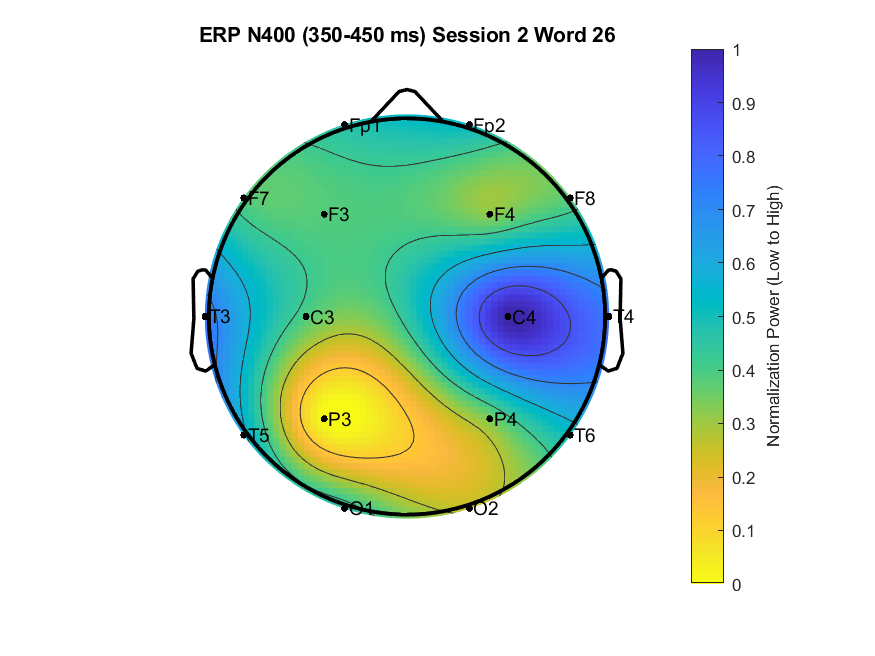 ERP N400 (350-450 ms) Session 2 Word 26
Fp1
Fp2
F7
F3
F4
F8
T3
C3
C4
T4
P3
P4
T5
T6
O1
O2
1
0.9
0.8
0.7
0.6
0.5
0.4
0.3
0.2
0.1
0
Normalization Power (Low to High)